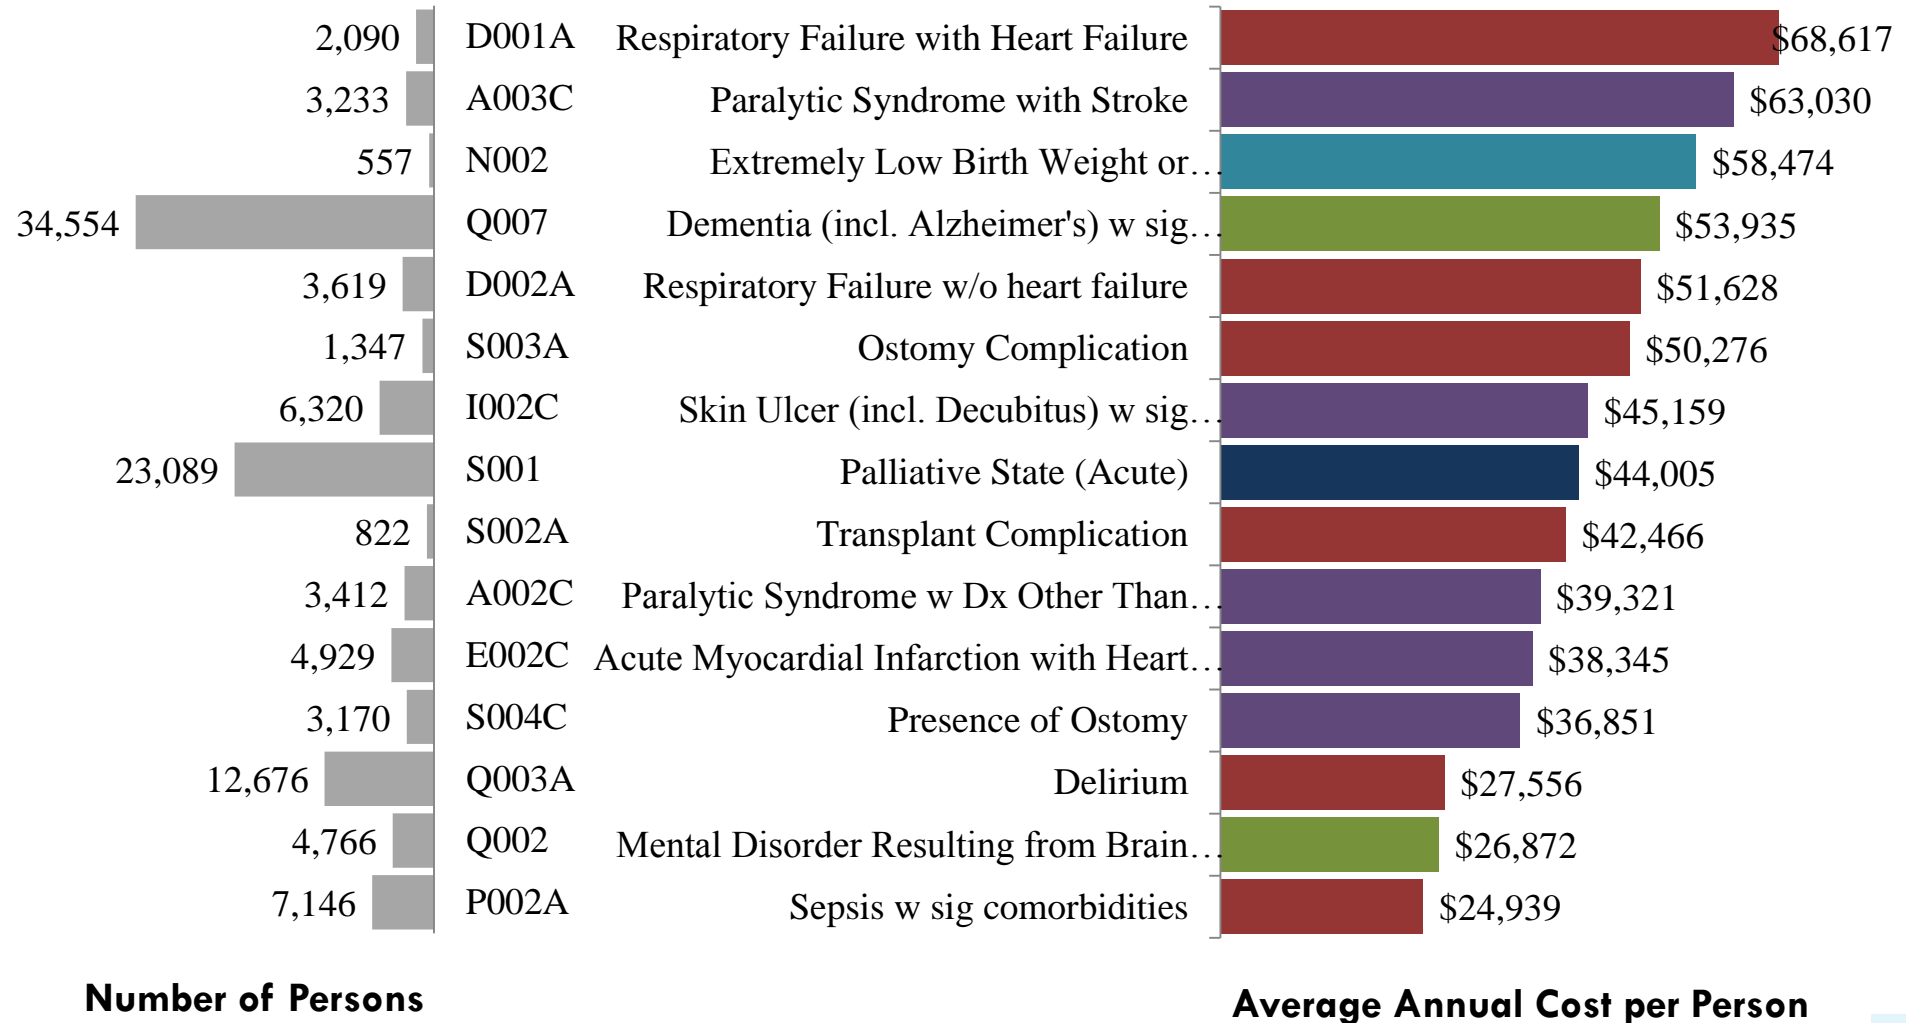 2,090 D001A Respiratory Failure with Heart Failure $68,617
3,233 A003C Paralytic Syndrome with Stroke $63,030
557 N002 Extremely Low Birth Weight or… $58,474
34,554 Q007 Dementia (incl. Alzheimer's) w sig… $53,935
3,619 D002A Respiratory Failure w/o heart failure $51,628
1,347 S003A Ostomy Complication $50,276
6,320 I002C Skin Ulcer (incl. Decubitus) w sig… $45,159
23,089 S001 Palliative State (Acute) $44,005
822 S002A Transplant Complication $42,466
3,412 A002C Paralytic Syndrome w Dx Other Than… $39,321
4,929 E002C Acute Myocardial Infarction with Heart… $38,345
3,170 S004C Presence of Ostomy $36,851
12,676 Q003A Delirium $27,556
4,766 Q002 Mental Disorder Resulting from Brain… $26,872
7,146 P002A Sepsis w sig comorbidities $24,939
Number of Persons Average Annual Cost per Person